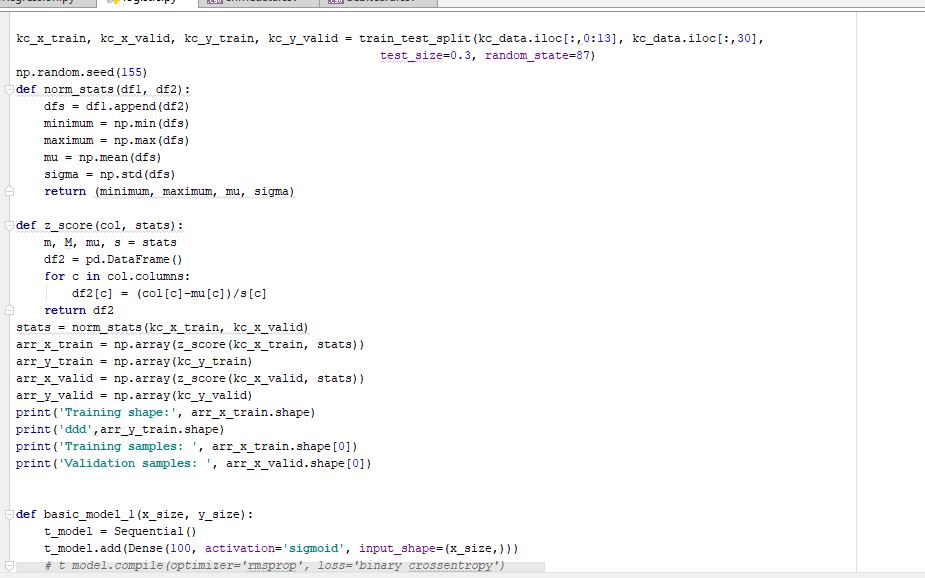 kc_x_train, kc_x_valid, kc_y_train, kc_y_valid = train_test_split(kc_data.iloc[:,0:13], kc_data.iloc[:,30],
                                                    test_size=0.3, random_state=87)
np.random.seed(155)
def norm_stats(df1, df2):
    dfs = df1.append(df2)
    minimum = np.min(dfs)
    maximum = np.max(dfs)
    mu = np.mean(dfs)
    sigma = np.std(dfs)
    return (minimum, maximum, mu, sigma)
def z_score(col, stats):
    m, M, mu, s = stats
    df2 = pd.DataFrame()
    for c in col.columns:
        df2[c] = (col[c]-mu[c])/s[c]
    return df2
stats = norm_stats(kc_x_train, kc_x_valid)
arr_x_train = np.array(z_score(kc_x_train, stats))
arr_y_train = np.array(kc_y_train)
arr_x_valid = np.array(z_score(kc_x_valid, stats))
arr_y_valid = np.array(kc_y_valid)
print('Training shape:', arr_x_train.shape)
print('ddd',arr_y_train.shape)
print('Training samples: ', arr_x_train.shape[0])
print('Validation samples: ', arr_x_valid.shape[0])
def basic_model_1(x_size, y_size):
    t_model = Sequential()
    t_model.add(Dense(100, activation='sigmoid', input_shape=(x_size,)))
    # t_model.compile(optimizer='rmsprop', loss='binary_crossentropy')